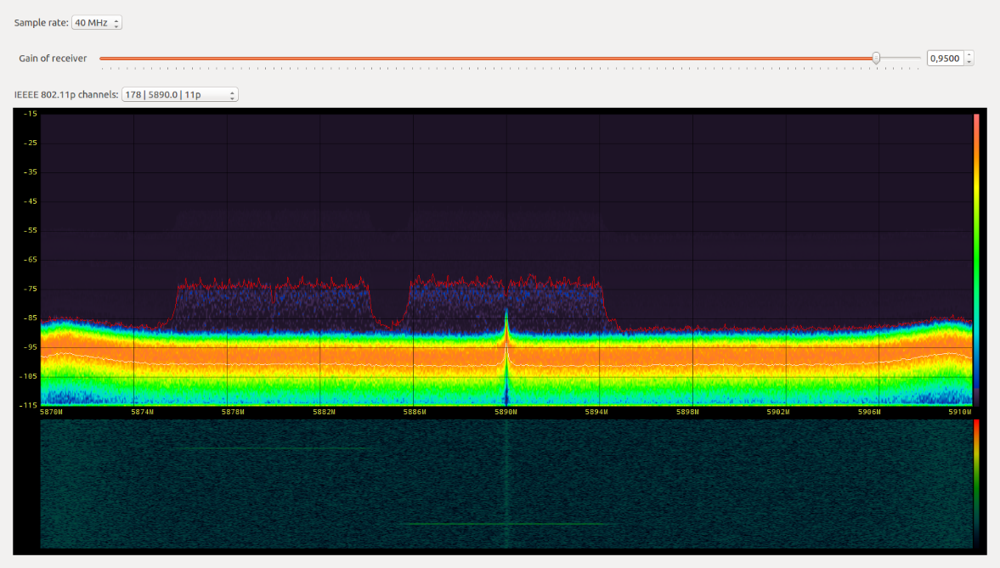 Sample rate: 40 MHz
Gain of receiver 0,9500
IEEEE 802.11p channels: 178 | 5890.0 | 11p
-15
-25
-35
-45
-55
-65
-75
-85
-95
-105
-115
5870M 5874M 5878M 5882M 5886M 5890M 5894M 5898M 5902M 5906M 5910M